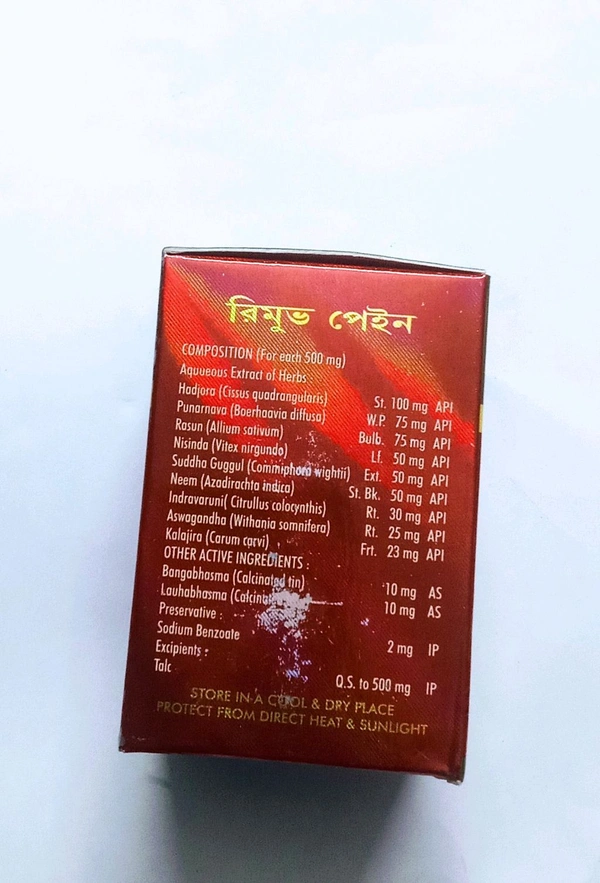 রিমুভ পেইন
COMPOSITION (For each 500 mg)
Aquueous Extract of Herbs
Hadjora (Cissus quadrangularis) St. 100 mg API
Punarnava (Boerhaavia diffusa) W.P. 75 mg API
Rasun (Allium sativum) Bulb. 75 mg API
Nisinda (Vitex nirgundo) Lf. 50 mg API
Suddha Guggul (Commiphora wightii) Ext. 50 mg API
Neem (Azadirachta indica) St. Bk. 50 mg API
Indravaruni( Citrullus colocynthis) Rt. 30 mg API
Aswagandha (Withania somnifera) Rt. 25 mg API
Kalajira (Carum carvi) Frt. 23 mg API
OTHER ACTIVE INGREDIENTS :
Bangabhasma (Calcinated tin) 10 mg AS
Lauhabhasma 10 mg AS
Preservative :
Sodium Benzoate 2 mg IP
Excipients :
Talc Q.S. to 500 mg IP
STORE IN A COOL & DRY PLACE
PROTECT FROM DIRECT HEAT & SUNLIGHT